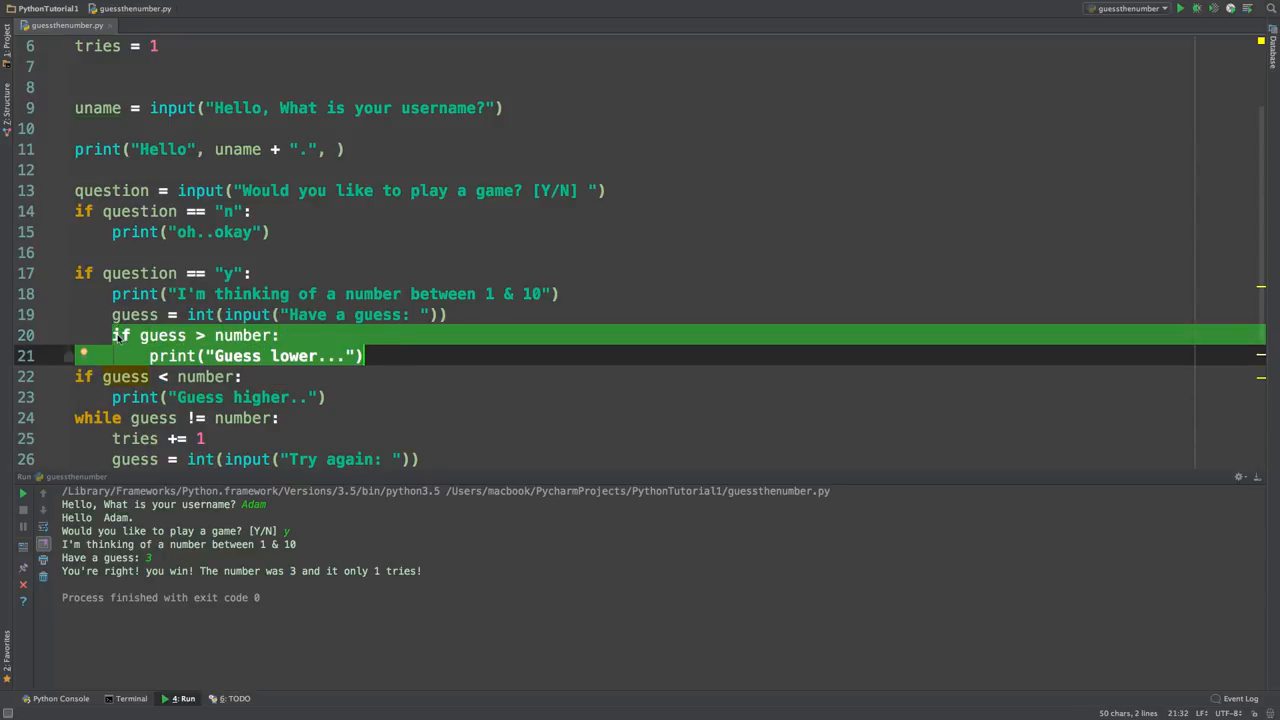 PythonTutorial1 guessthenumber.py guessthenumber
guessthenumber.py
1: Project
Z: Structure
2: Favorites
Database
6 tries = 1
7
8
9 uname = input("Hello, What is your username?")
10
11 print("Hello", uname + ".", )
12
13 question = input("Would you like to play a game? [Y/N] ")
14 if question == "n":
15 print("oh..okay")
16
17 if question == "y":
18 print("I'm thinking of a number between 1 & 10")
19 guess = int(input("Have a guess: "))
20 if guess > number:
21 print("Guess lower...")
22 if guess < number:
23 print("Guess higher..")
24 while guess != number:
25 tries += 1
26 guess = int(input("Try again: "))
Run guessthenumber
/Library/Frameworks/Python.framework/Versions/3.5/bin/python3.5 /Users/macbook/PycharmProjects/PythonTutorial1/guessthenumber.py
Hello, What is your username? Adam
Hello  Adam.
Would you like to play a game? [Y/N] y
I'm thinking of a number between 1 & 10
Have a guess: 3
You're right! you win! The number was 3 and it only 1 tries!
Process finished with exit code 0
Python Console Terminal 4: Run 6: TODO Event Log
50 chars, 2 lines 21:32 LF÷ UTF-8÷